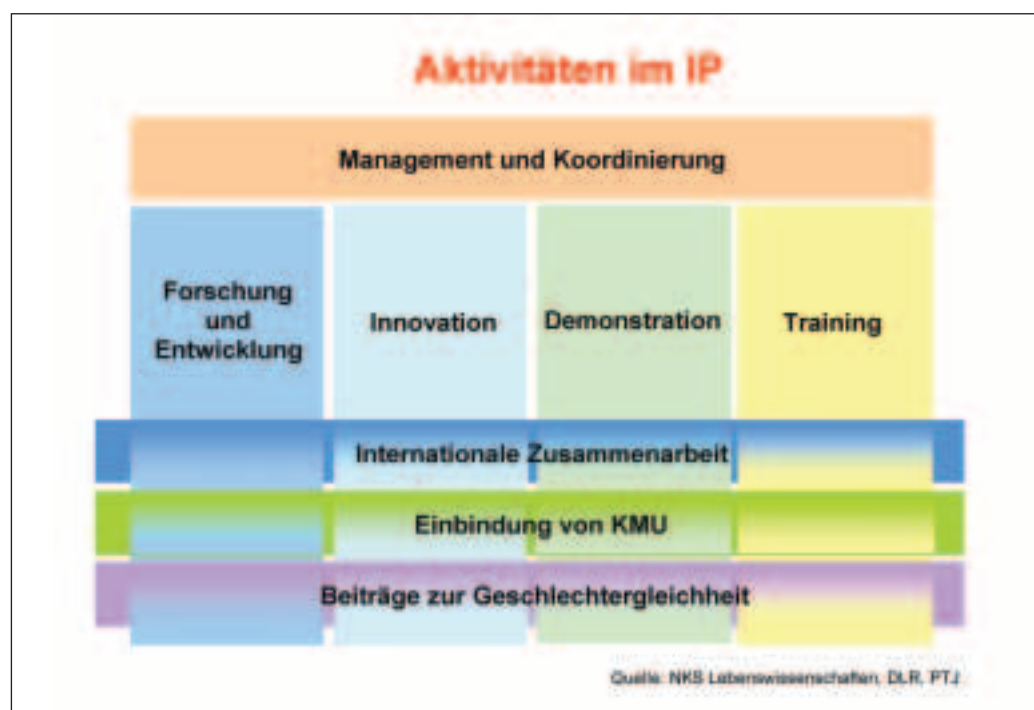 Aktivitäten im IP
Management und Koordinierung
Forschung
und
Entwicklung
Innovation
Demonstration
Training
Internationale Zusammenarbeit
Einbindung von KMU
Beiträge zur Geschlechtergleichheit
Quelle: NKS Lebenswissenschaften, DLR, PTJ